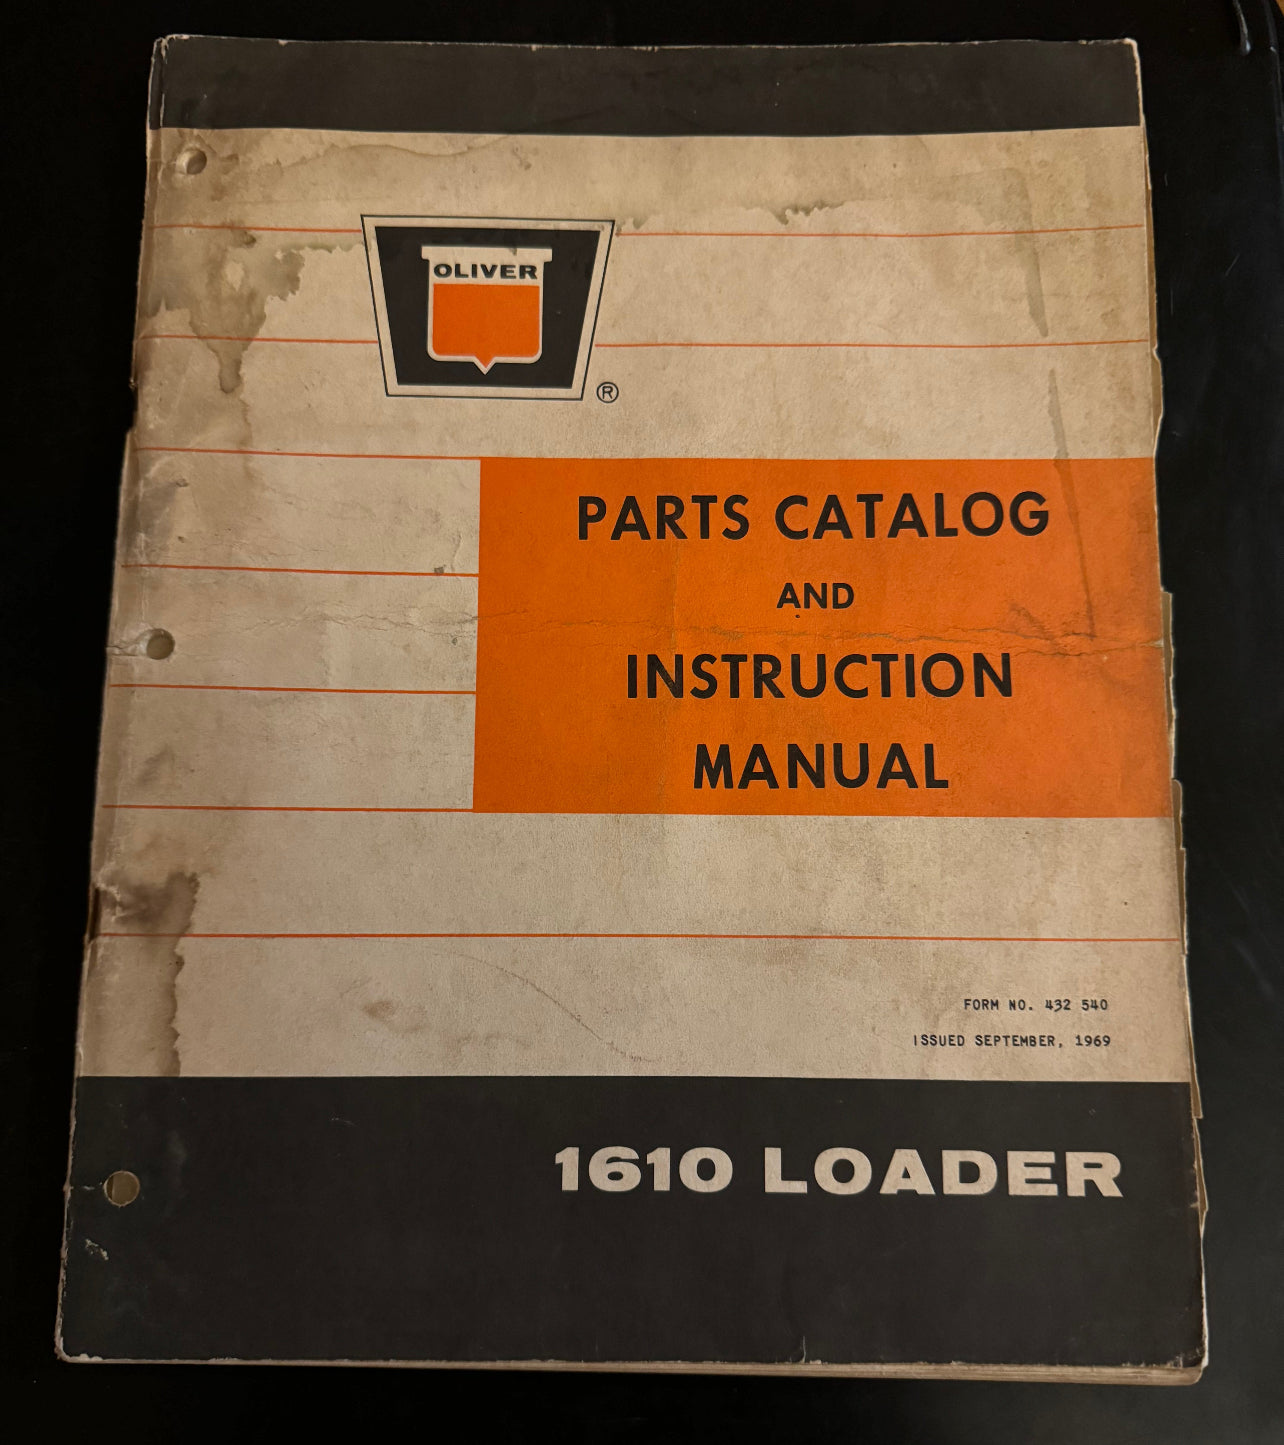 OLIVER
®
PARTS CATALOG
AND
INSTRUCTION
MANUAL
FORM NO. 432 540
ISSUED SEPTEMBER, 1969
1610 LOADER